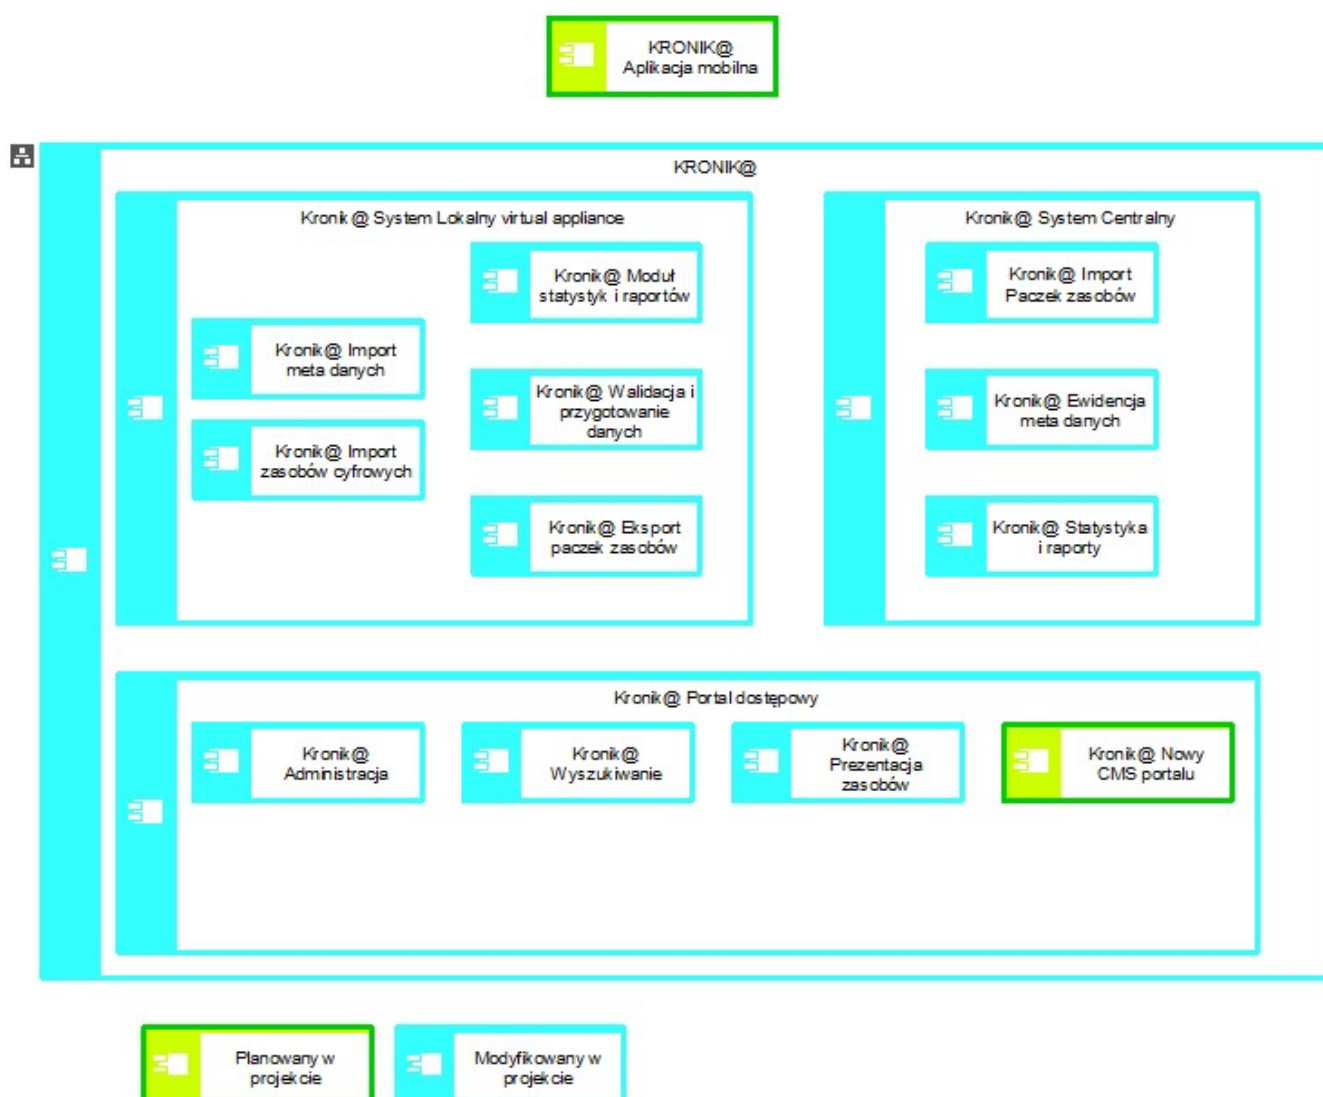 KRONIK@
Aplikacja mobilna
KRONIK@
Kronik@ System Lokalny virtual appliance
Kronik@ Moduł
statystyk i raportów
Kronik@ Import
meta danych
Kronik@ Walidacja i
przygotowanie
danych
Kronik@ Import
zasobów cyfrowych
Kronik@ Eksport
paczek zasobów
Kronik@ System Centralny
Kronik@ Import
Paczek zasobów
Kronik@ Ewidencja
meta danych
Kronik@ Statystyka
i raporty
Kronik@ Portal dostępowy
Kronik@
Administracja
Kronik@
Wyszukiwanie
Kronik@
Prezentacja
zasobów
Kronik@ Nowy
CMS portalu
Planowany w
projekcie
Modyfikowany w
projekcie